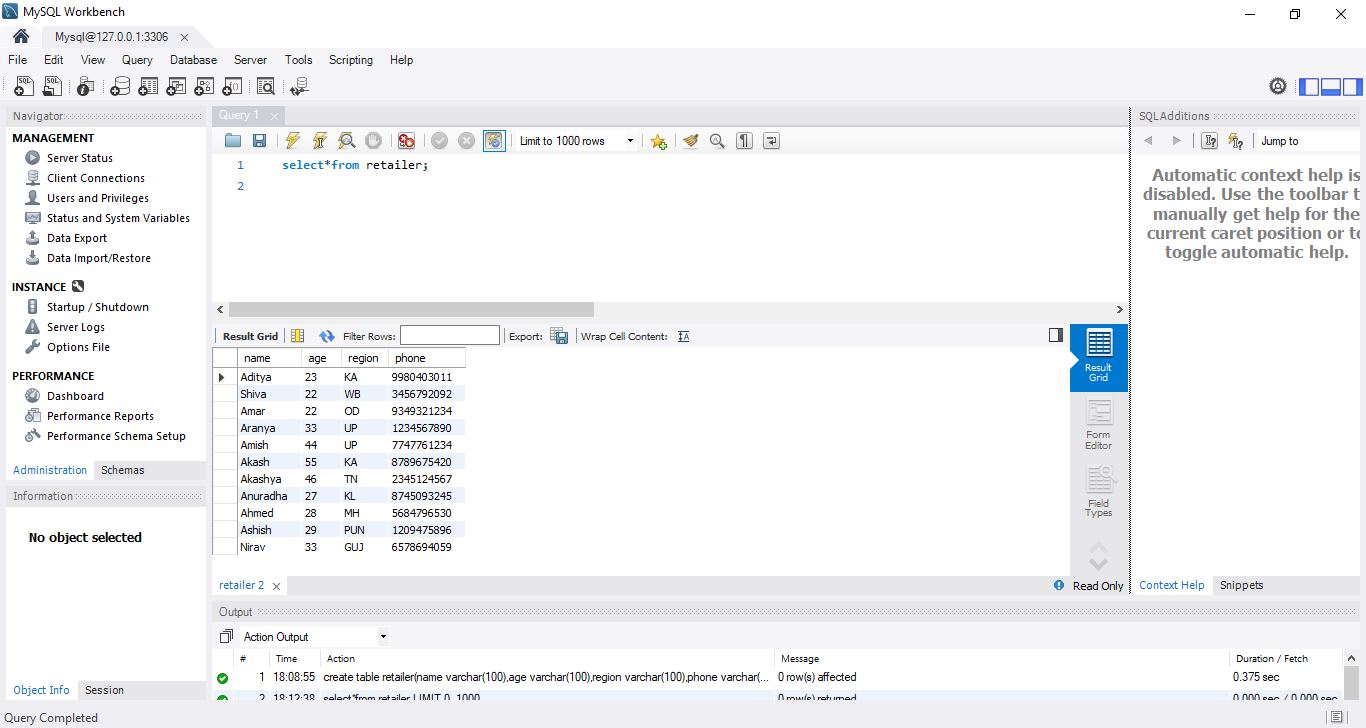 MySQL Workbench
Mysql@127.0.0.1:3306
File Edit View Query Database Server Tools Scripting Help
Navigator
MANAGEMENT
Server Status
Client Connections
Users and Privileges
Status and System Variables
Data Export
Data Import/Restore
INSTANCE
Startup / Shutdown
Server Logs
Options File
PERFORMANCE
Dashboard
Performance Reports
Performance Schema Setup
Administration Schemas
Information
No object selected
Object Info Session
Query 1
Limit to 1000 rows
1 select*from retailer;
2
Result Grid Filter Rows: Export: Wrap Cell Content:
name age region phone
Aditya 23 KA 9980403011
Shiva 22 WB 3456792092
Amar 22 OD 9349321234
Aranya 33 UP 1234567890
Amish 44 UP 7747761234
Akash 55 KA 8789675420
Akashya 46 TN 2345124567
Anuradha 27 KL 8745093245
Ahmed 28 MH 5684796530
Ashish 29 PUN 1209475896
Nirav 33 GUJ 6578694059
Result
Grid
Form
Editor
Field
Types
retailer 2 Read Only
SQLAdditions
Jump to
Automatic context help is
disabled. Use the toolbar t
manually get help for the
current caret position or to
toggle automatic help.
Context Help Snippets
Output
Action Output
# Time Action Message Duration / Fetch
1 18:08:55 create table retailer(name varchar(100),age varchar(100),region varchar(100),phone varchar(... 0 row(s) affected 0.375 sec
2 18:12:38 select*from retailer LIMIT 0, 1000 0 row(s) returned 0.000 sec / 0.000 sec
Query Completed